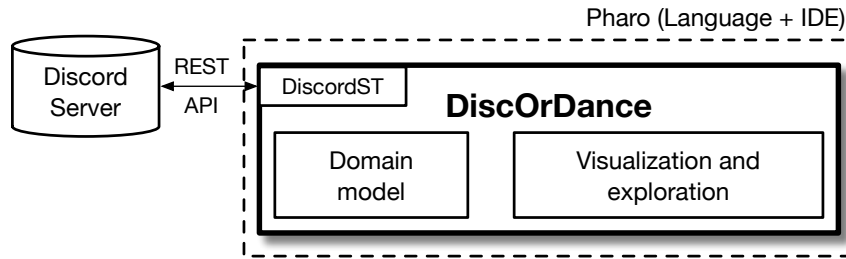 Pharo (Language + IDE)
Discord
Server
REST
API
DiscordST
DiscOrDance
Domain
model
Visualization and
exploration